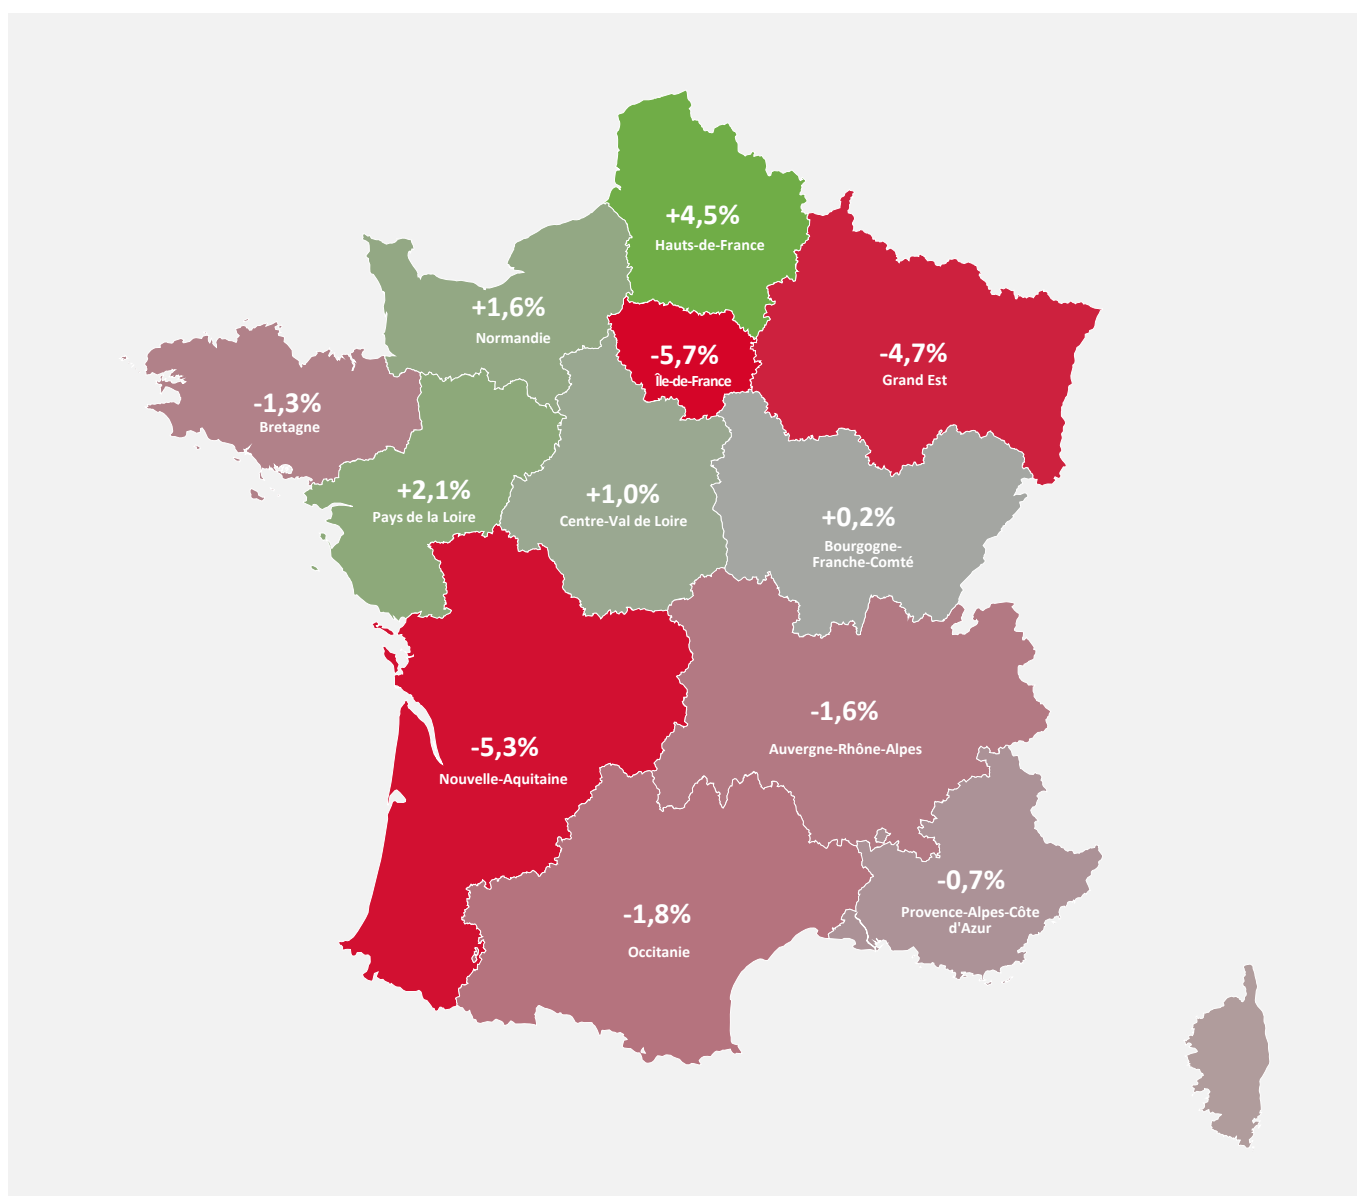 +4,5%
Hauts-de-France
+1,6%
Normandie
-5,7%
Île-de-France
-4,7%
Grand Est
-1,3%
Bretagne
+2,1%
Pays de la Loire
+1,0%
Centre-Val de Loire
+0,2%
Bourgogne-
Franche-Comté
-5,3%
Nouvelle-Aquitaine
-1,6%
Auvergne-Rhône-Alpes
-1,8%
Occitanie
-0,7%
Provence-Alpes-Côte
d'Azur